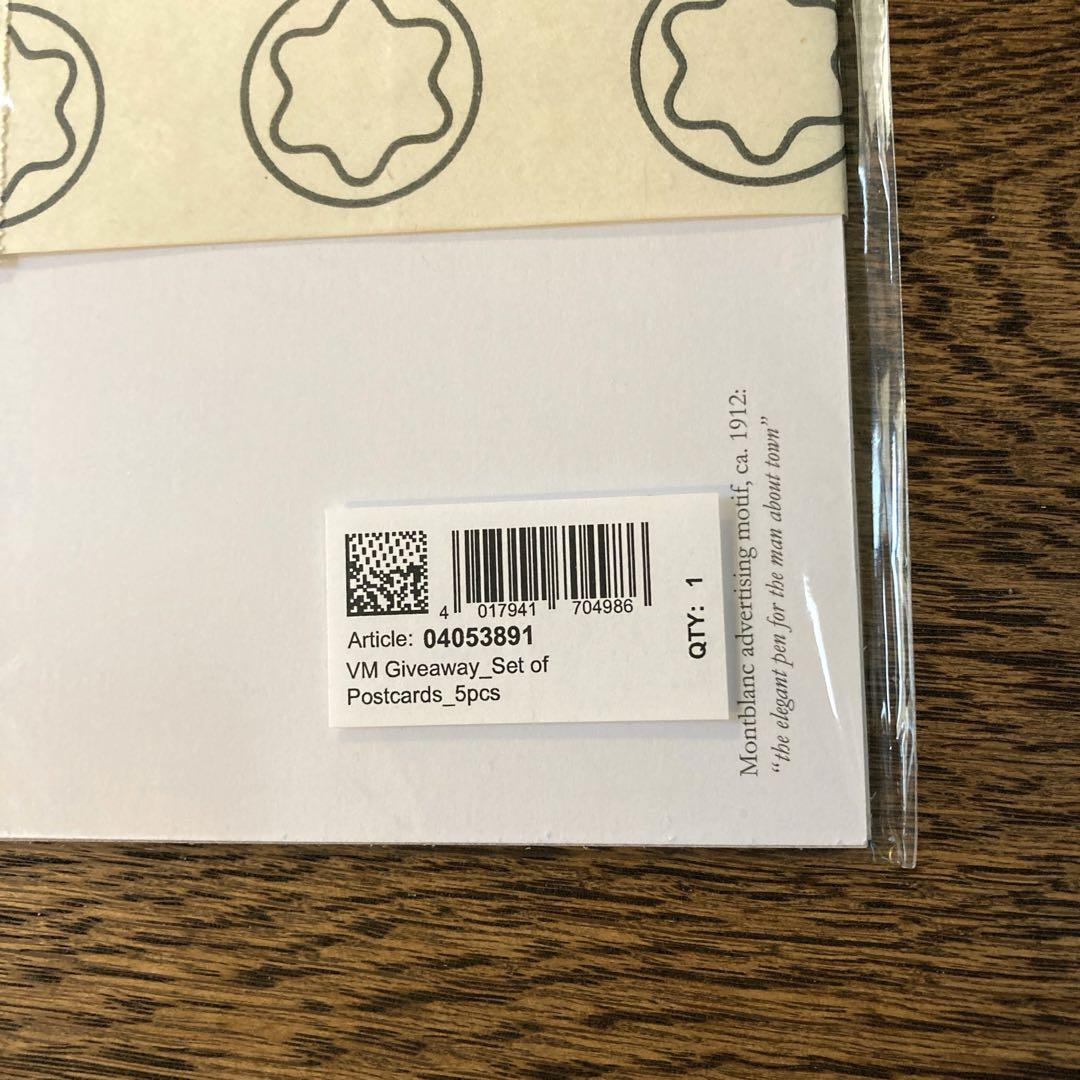 4 017941 704986
Article: 04053891
VM Giveaway_Set of
Postcards_5pcs
QTY: 1
Montblanc advertising motif, ca. 1912:
“the elegant pen for the man about town”